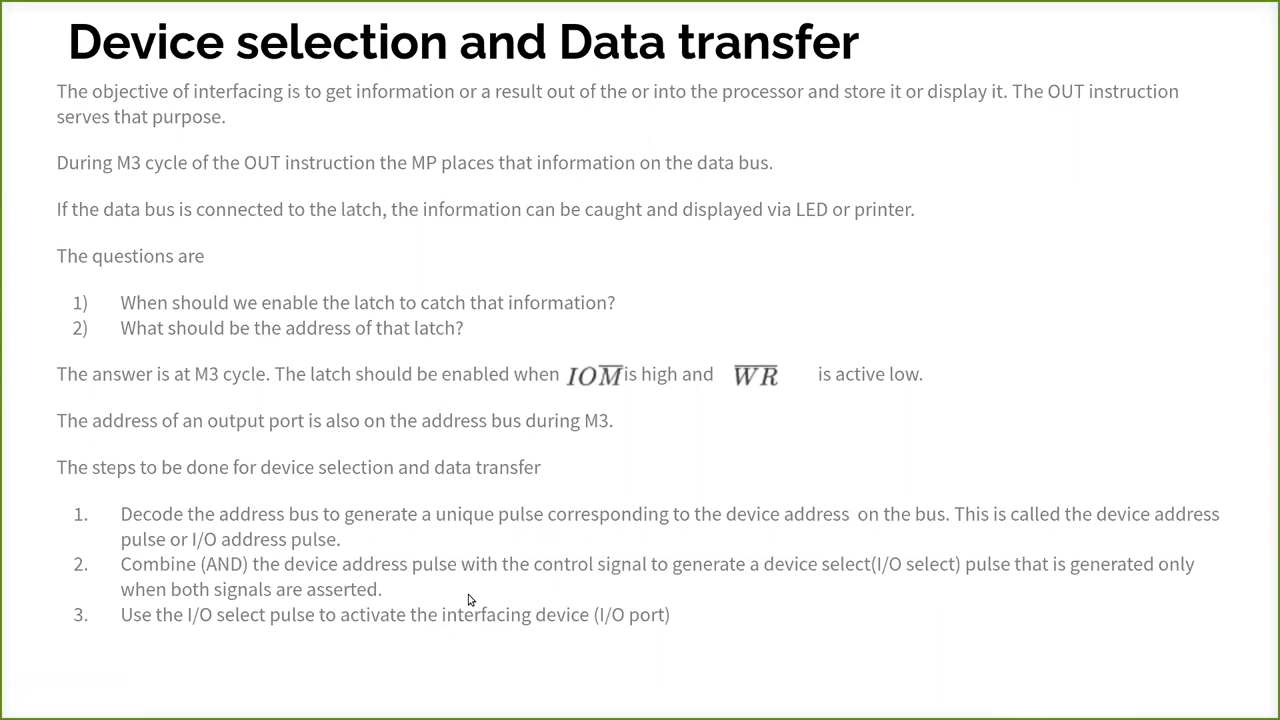 Device selection and Data transfer
The objective of interfacing is to get information or a result out of the or into the processor and store it or display it. The OUT instruction
serves that purpose.
During M3 cycle of the OUT instruction the MP places that information on the data bus.
If the data bus is connected to the latch, the information can be caught and displayed via LED or printer.
The questions are
1) When should we enable the latch to catch that information?
2) What should be the address of that latch?
The answer is at M3 cycle. The latch should be enabled when IOM̅ is high and W̅R̅ is active low.
The address of an output port is also on the address bus during M3.
The steps to be done for device selection and data transfer
1. Decode the address bus to generate a unique pulse corresponding to the device address on the bus. This is called the device address
pulse or I/O address pulse.
2. Combine (AND) the device address pulse with the control signal to generate a device select(I/O select) pulse that is generated only
when both signals are asserted.
3. Use the I/O select pulse to activate the interfacing device (I/O port)